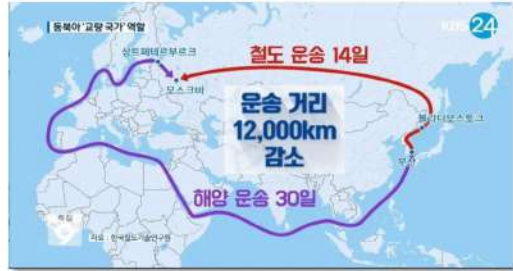 동북아 '교량 국가' 역할
KBS 24
상트페테르부르크
철도 운송 14일
모스크바
운송 거리
12,000km
감소
블라디보스토크
부산
해양 운송 30일
자료 : 한국철도기술연구원